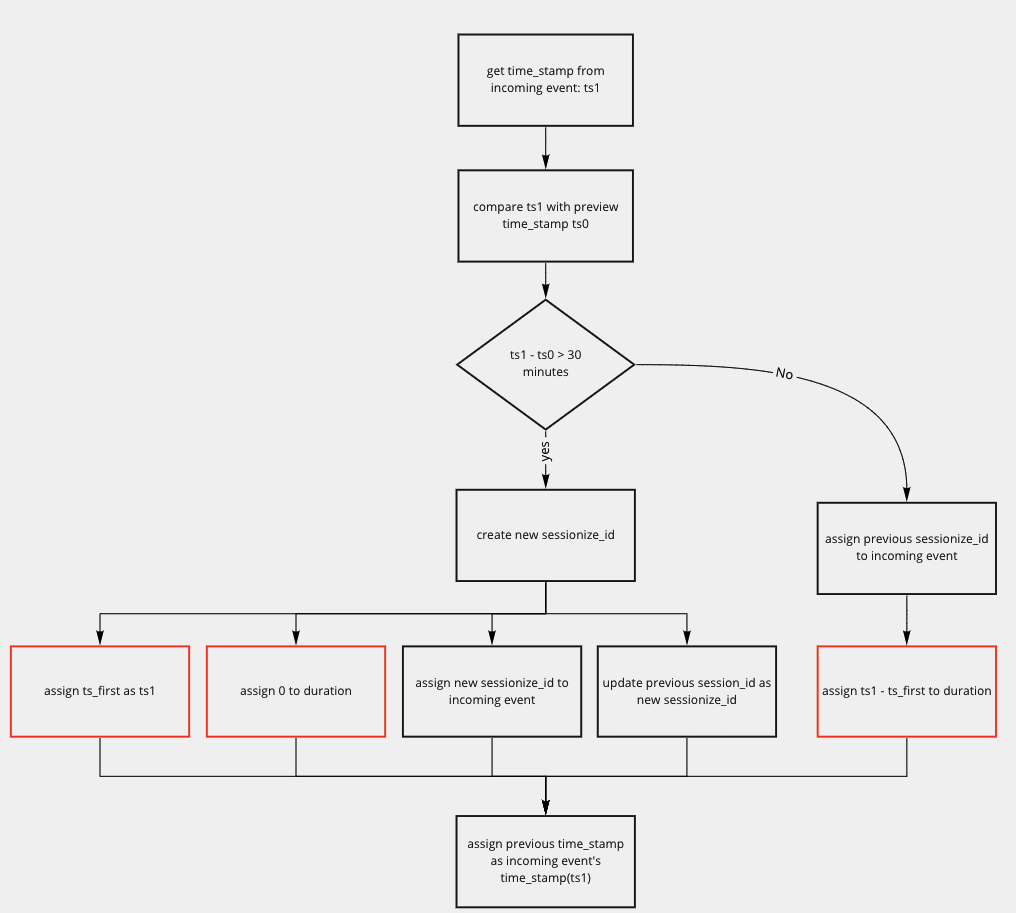 get time_stamp from
incoming event: ts1
compare ts1 with preview
time_stamp ts0
ts1 - ts0 > 30
minutes
No
yes
create new sessionize_id
assign previous sessionize_id
to incoming event
assign ts_first as ts1
assign 0 to duration
assign new sessionize_id to
incoming event
update previous session_id as
new sessionize_id
assign ts1 - ts_first to duration
assign previous time_stamp
as incoming event's
time_stamp(ts1)